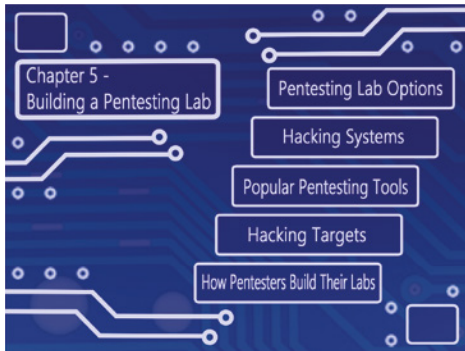 Chapter 5 -
Building a Pentesting Lab
Pentesting Lab Options
Hacking Systems
Popular Pentesting Tools
Hacking Targets
How Pentesters Build Their Labs